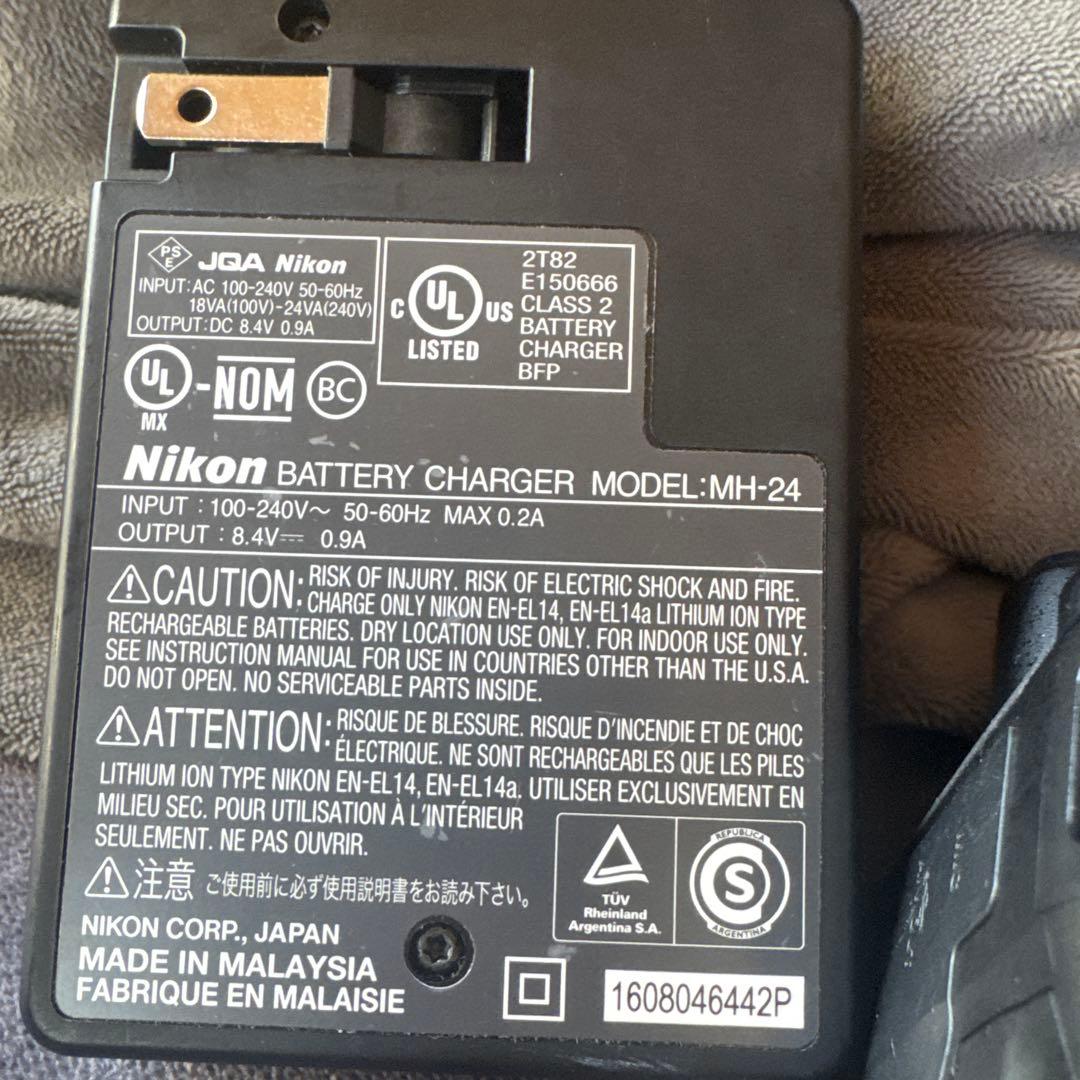 PS
E
JQA Nikon
INPUT:AC 100-240V 50-60Hz
18VA(100V)-24VA(240V)
OUTPUT:DC 8.4V 0.9A
C UL US
LISTED
2T82
E150666
CLASS 2
BATTERY
CHARGER
BFP
UL
MX
-NOM
BC
Nikon BATTERY CHARGER MODEL:MH-24
INPUT : 100-240V~ 50-60Hz MAX 0.2A
OUTPUT : 8.4V⎓ 0.9A
⚠CAUTION: RISK OF INJURY. RISK OF ELECTRIC SHOCK AND FIRE.
CHARGE ONLY NIKON EN-EL14, EN-EL14a LITHIUM ION TYPE
RECHARGEABLE BATTERIES. DRY LOCATION USE ONLY. FOR INDOOR USE ONLY.
SEE INSTRUCTION MANUAL FOR USE IN COUNTRIES OTHER THAN THE U.S.A.
DO NOT OPEN. NO SERVICEABLE PARTS INSIDE.
⚠ATTENTION: RISQUE DE BLESSURE. RISQUE D'INCENDIE ET DE CHOC
ÉLECTRIQUE. NE SONT RECHARGEABLES QUE LES PILES
LITHIUM ION TYPE NIKON EN-EL14, EN-EL14a. UTILISER EXCLUSIVEMENT EN
MILIEU SEC. POUR UTILISATION À L'INTÉRIEUR
SEULEMENT. NE PAS OUVRIR.
⚠注意 ご使用前に必ず使用説明書をお読み下さい。
TÜV
Rheinland
Argentina S.A.
REPUBLICA
S
ARGENTINA
NIKON CORP., JAPAN
MADE IN MALAYSIA
FABRIQUE EN MALAISIE
1608046442P